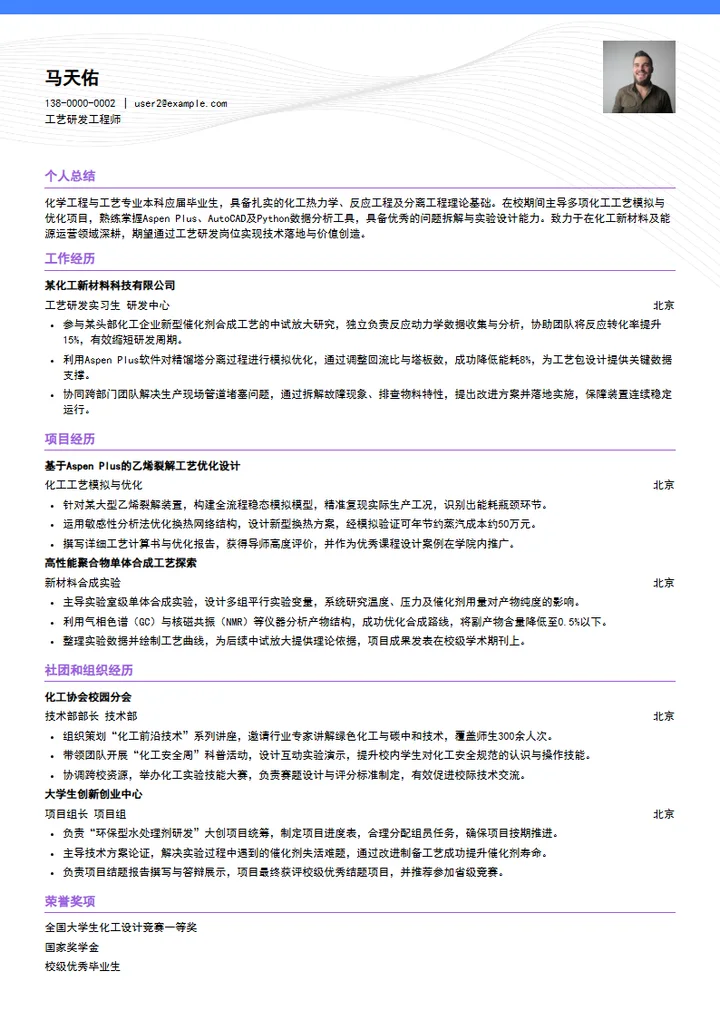 马天佑
138-0000-0002 | user2@example.com
工艺研发工程师
个人总结
化学工程与工艺专业本科应届毕业生，具备扎实的化工热力学、反应工程及分离工程理论基础。在校期间主导多项化工工艺模拟与
优化项目，熟练掌握Aspen Plus、AutoCAD及Python数据分析工具，具备优秀的问题拆解与实验设计能力。致力于在化工新材料及能
源运营领域深耕，期望通过工艺研发岗位实现技术落地与价值创造。
工作经历
某化工新材料科技有限公司
工艺研发实习生 研发中心 北京
• 参与某头部化工企业新型催化剂合成工艺的中试放大研究，独立负责反应动力学数据收集与分析，协助团队将反应转化率提升
15%，有效缩短研发周期。
• 利用Aspen Plus软件对精馏塔分离过程进行模拟优化，通过调整回流比与塔板数，成功降低能耗8%，为工艺包设计提供关键数据
支撑。
• 协同跨部门团队解决生产现场管道堵塞问题，通过拆解故障现象、排查物料特性，提出改进方案并落地实施，保障装置连续稳定
运行。
项目经历
基于Aspen Plus的乙烯裂解工艺优化设计
化工工艺模拟与优化 北京
• 针对某大型乙烯裂解装置，构建全流程稳态模拟模型，精准复现实际生产工况，识别出能耗瓶颈环节。
• 运用敏感性分析法优化换热网络结构，设计新型换热方案，经模拟验证可年节约蒸汽成本约50万元。
• 撰写详细工艺计算书与优化报告，获得导师高度评价，并作为优秀课程设计案例在学院内推广。
高性能聚合物单体合成工艺探索
新材料合成实验 北京
• 主导实验室级单体合成实验，设计多组平行实验变量，系统研究温度、压力及催化剂用量对产物纯度的影响。
• 利用气相色谱（GC）与核磁共振（NMR）等仪器分析产物结构，成功优化合成路线，将副产物含量降低至0.5%以下。
• 整理实验数据并绘制工艺曲线，为后续中试放大提供理论依据，项目成果发表在校级学术期刊上。
社团和组织经历
化工协会校园分会
技术部部长 技术部 北京
• 组织策划“化工前沿技术”系列讲座，邀请行业专家讲解绿色化工与碳中和技术，覆盖师生300余人次。
• 带领团队开展“化工安全周”科普活动，设计互动实验演示，提升校内学生对化工安全规范的认识与操作技能。
• 协调跨校资源，举办化工实验技能大赛，负责赛题设计与评分标准制定，有效促进校际技术交流。
大学生创新创业中心
项目组长 项目组 北京
• 负责“环保型水处理剂研发”大创项目统筹，制定项目进度表，合理分配组员任务，确保项目按期推进。
• 主导技术方案论证，解决实验过程中遇到的催化剂失活难题，通过改进制备工艺成功提升催化剂寿命。
• 负责项目结题报告撰写与答辩展示，项目最终获评校级优秀结题项目，并推荐参加省级竞赛。
荣誉奖项
全国大学生化工设计竞赛一等奖
国家奖学金
校级优秀毕业生